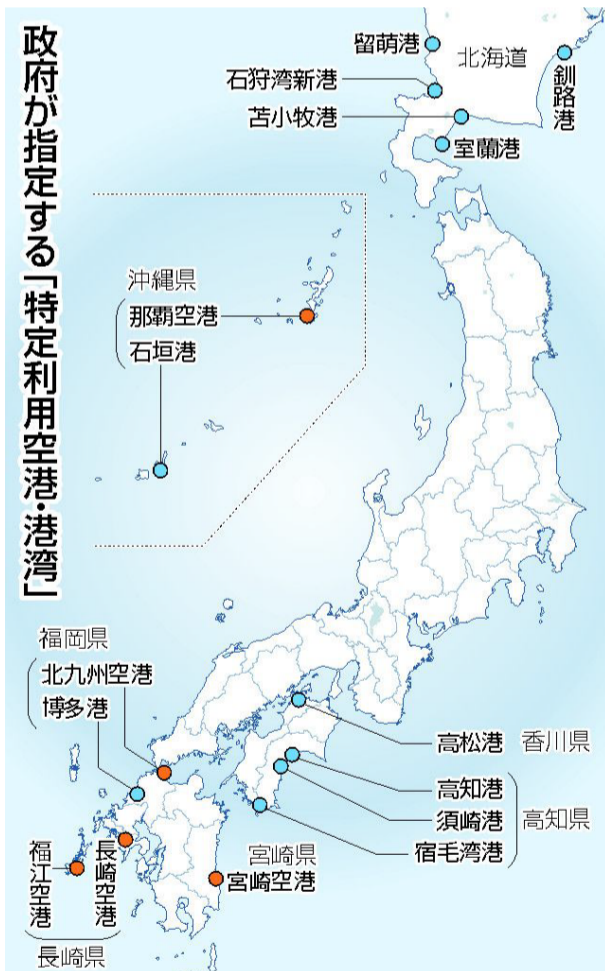 政府が指定する「特定利用空港・港湾」
留萌港
北海道
釧路港
石狩湾新港
苫小牧港
室蘭港
沖縄県
那覇空港
石垣港
福岡県
北九州空港
博多港
高松港
香川県
高知港
須崎港
宿毛湾港
高知県
宮崎県
宮崎空港
長崎空港
福江空港
長崎県